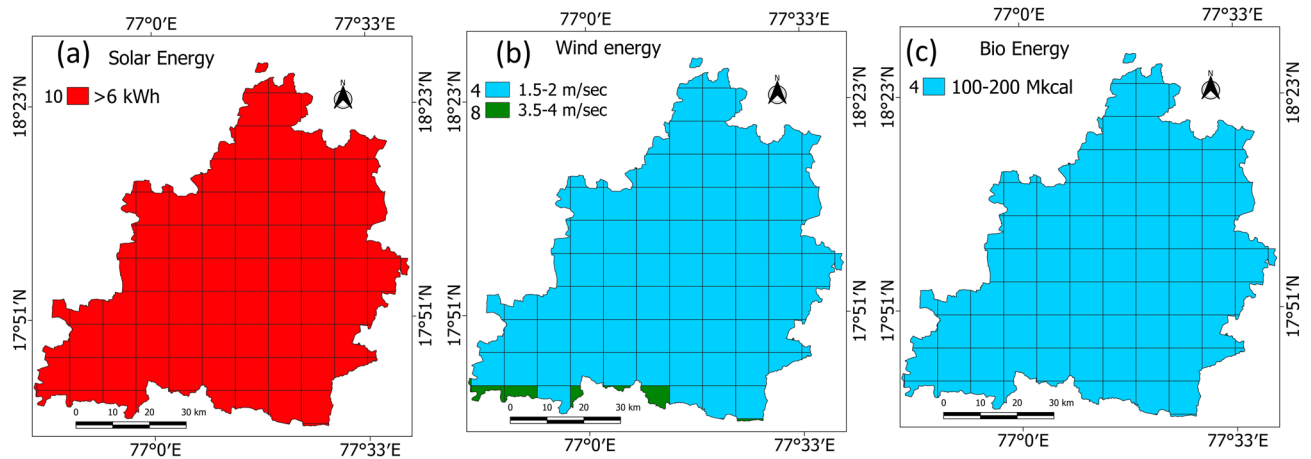 77°0′E 77°33′E
(a) Solar Energy
10 >6 kWh
N
18°23′N
17°51′N
0 10 20 30 km
77°0′E 77°33′E
77°0′E 77°33′E
(b) Wind energy
4 1.5-2 m/sec
8 3.5-4 m/sec
N
18°23′N 18°23′N
17°51′N 17°51′N
0 10 20 30 km
77°0′E 77°33′E
77°0′E 77°33′E
(c) Bio Energy
4 100-200 Mkcal
N
18°23′N 18°23′N
17°51′N 17°51′N
0 10 20 30 km
77°0′E 77°33′E